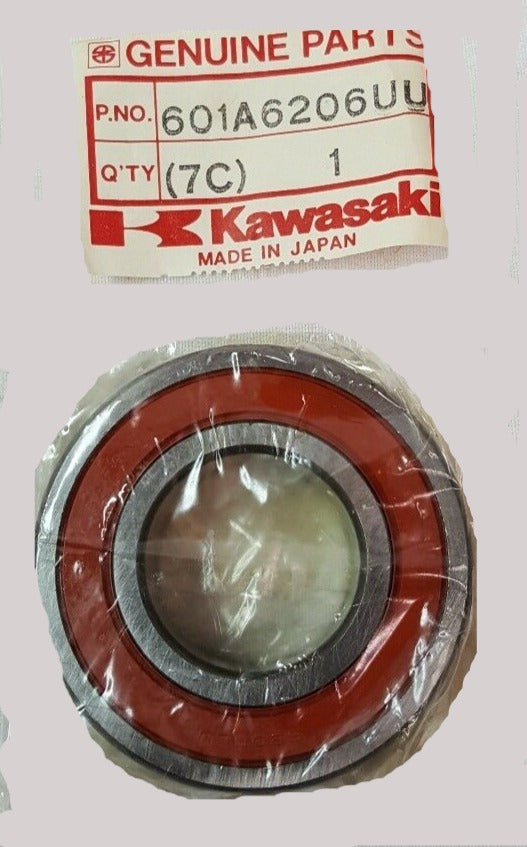 GENUINE PARTS
P.NO. 601A6206UU
Q'TY (7C) 1
Kawasaki
MADE IN JAPAN